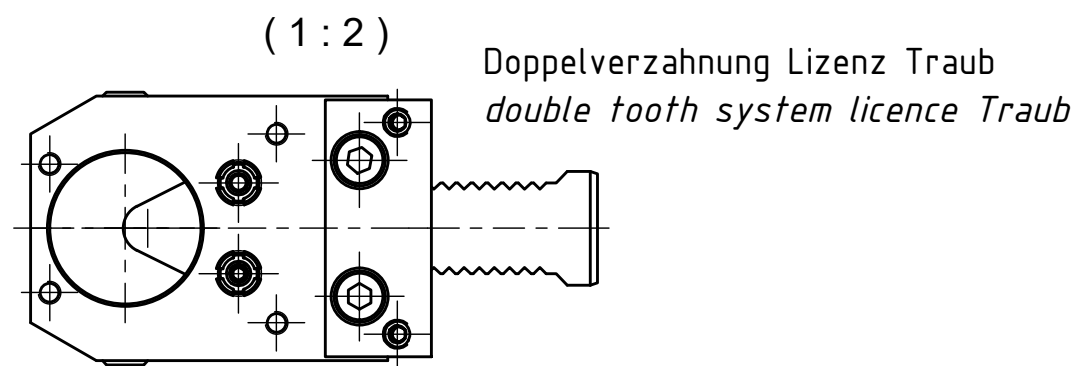 ( 1 : 2 )
Doppelverzahnung Lizenz Traub
double tooth system licence Traub